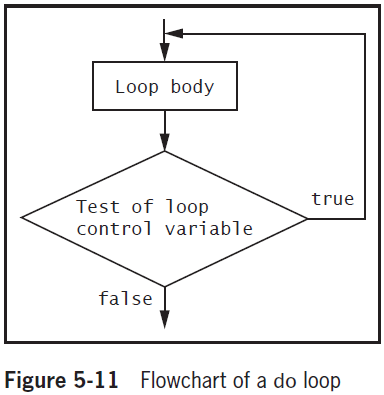 Loop body
true
Test of loop
control variable
false
Figure 5-11 Flowchart of a do loop